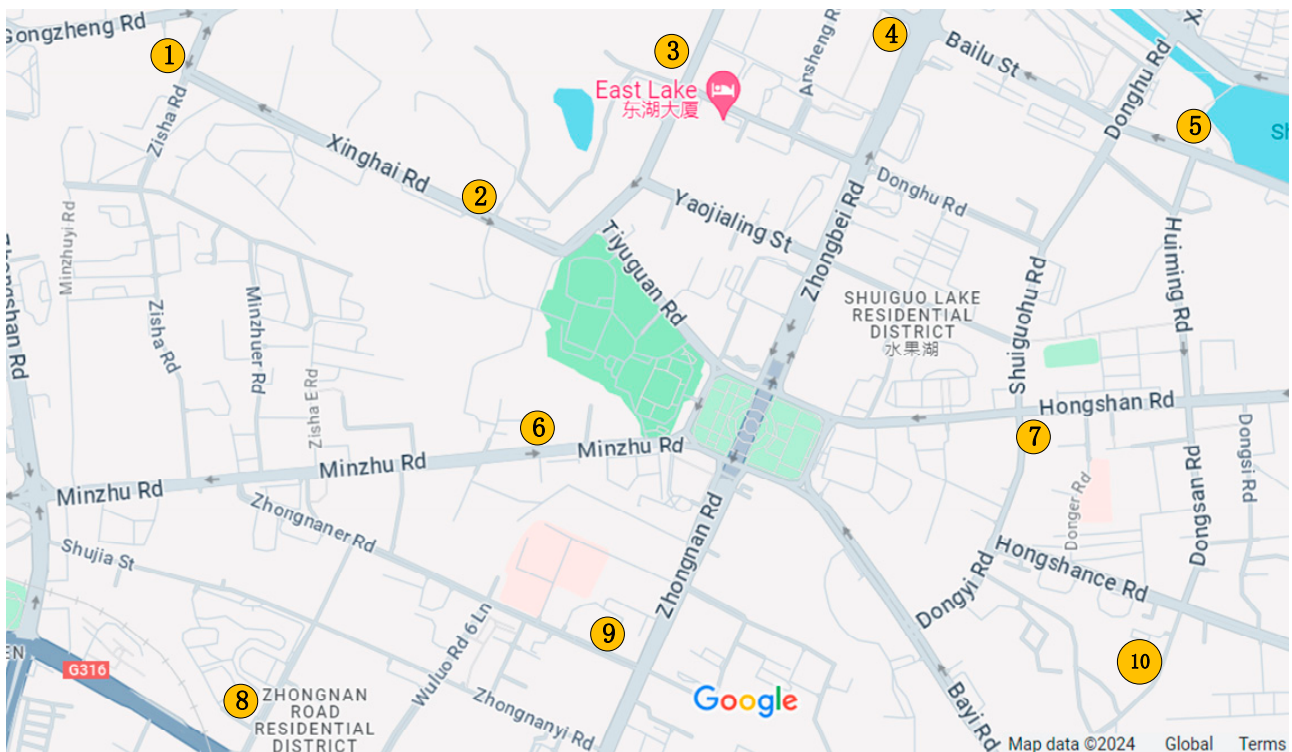 Gongzheng Rd
1
3
4
Ansheng R
Bailu St
Donghu Rd
East Lake
东湖大厦
5
Sh
Zisha Rd
Xinghai Rd
2
Donghu Rd
Yaojialing St
Zhongbei Rd
Huiming Rd
Minzhuyi Rd
Tiyuguan Rd
Shuiguohu Rd
SHUIGUO LAKE
RESIDENTIAL
DISTRICT
水果湖
Zisha Rd
Minzhuer Rd
Zisha E Rd
Hongshan Rd
7
6
Minzhu Rd
Minzhu Rd
Minzhu Rd
Dongsan Rd
Dongsi Rd
Donger Rd
Zhongnaner Rd
Shujia St
Zhongnan Rd
Hongshance Rd
Dongyi Rd
Wuluo Rd 6 Ln
9
10
EN
G316
8
ZHONGNAN
ROAD
RESIDENTIAL
DISTRICT
Zhongnanyi Rd
Google
Bayi Rd
Map data ©2024 Global Terms